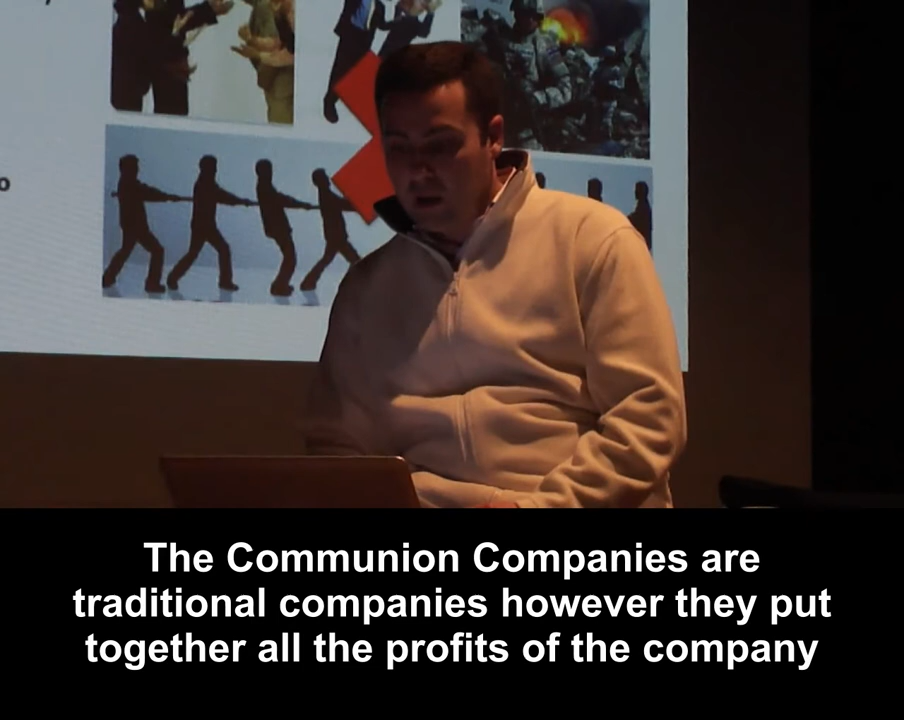 The Communion Companies are
traditional companies however they put
together all the profits of the company